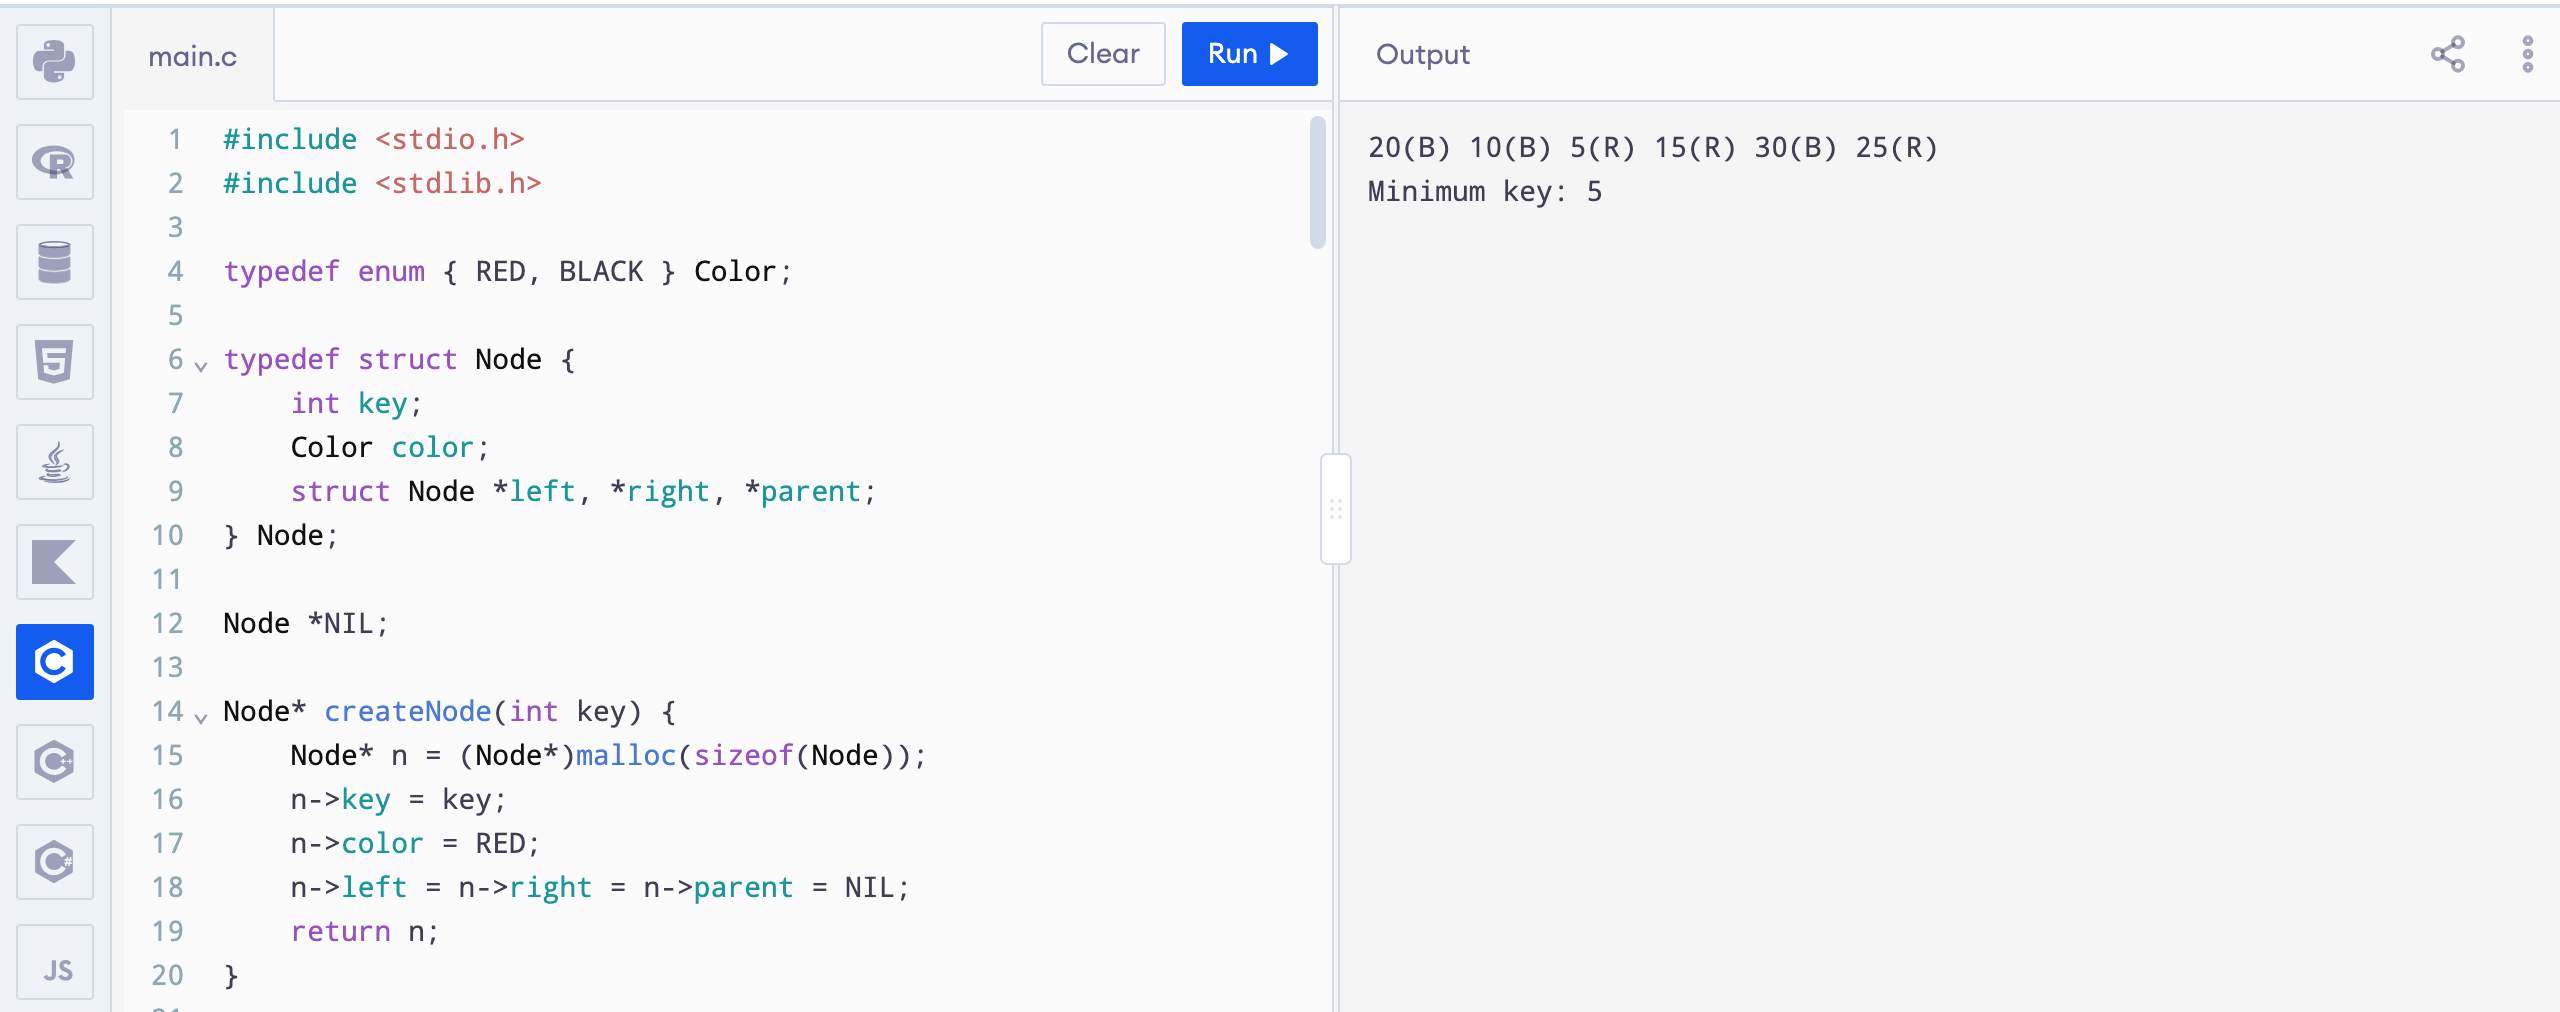 main.c
Clear
Run
Output
1 #include <stdio.h>
2 #include <stdlib.h>
3
4 typedef enum { RED, BLACK } Color;
5
6 typedef struct Node {
7     int key;
8     Color color;
9     struct Node *left, *right, *parent;
10 } Node;
11
12 Node *NIL;
13
14 Node* createNode(int key) {
15     Node* n = (Node*)malloc(sizeof(Node));
16     n->key = key;
17     n->color = RED;
18     n->left = n->right = n->parent = NIL;
19     return n;
20 }
20(B) 10(B) 5(R) 15(R) 30(B) 25(R)
Minimum key: 5
R
5
C
C++
C#
JS